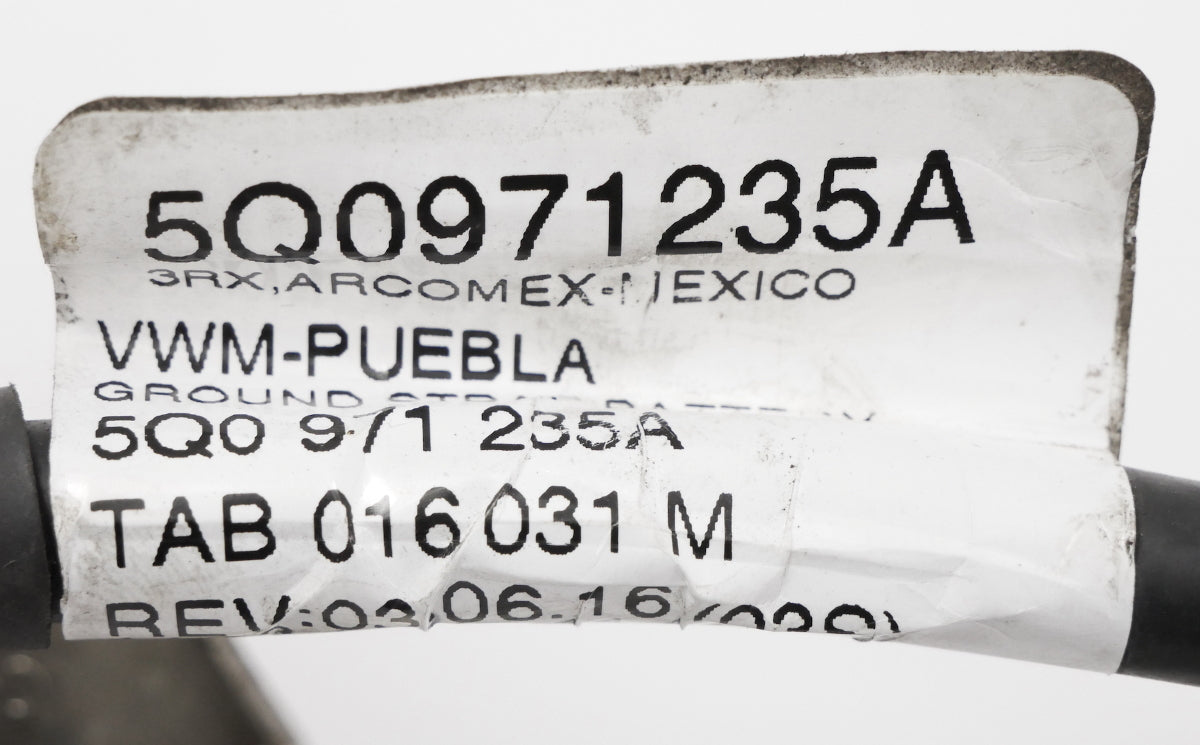 5Q0971235A
3RX,ARCOMEX-MEXICO
VWM-PUEBLA
GROUND
5Q0 971 235A
TAB 016 031 M
REV:03.06.16